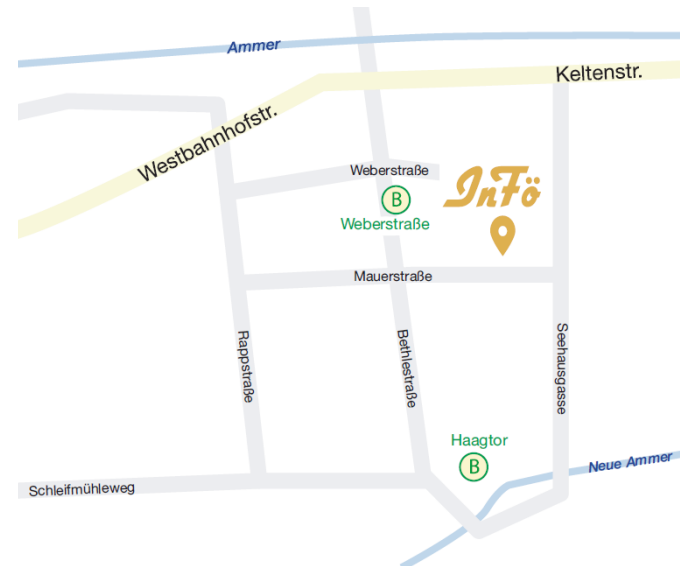 Ammer
Keltenstr.
Westbahnhofstr.
Weberstraße
InFö
B
Weberstraße
Mauerstraße
Rappstraße
Bethlestraße
Seehausgasse
Haagtor
B
Neue Ammer
Schleifmühleweg